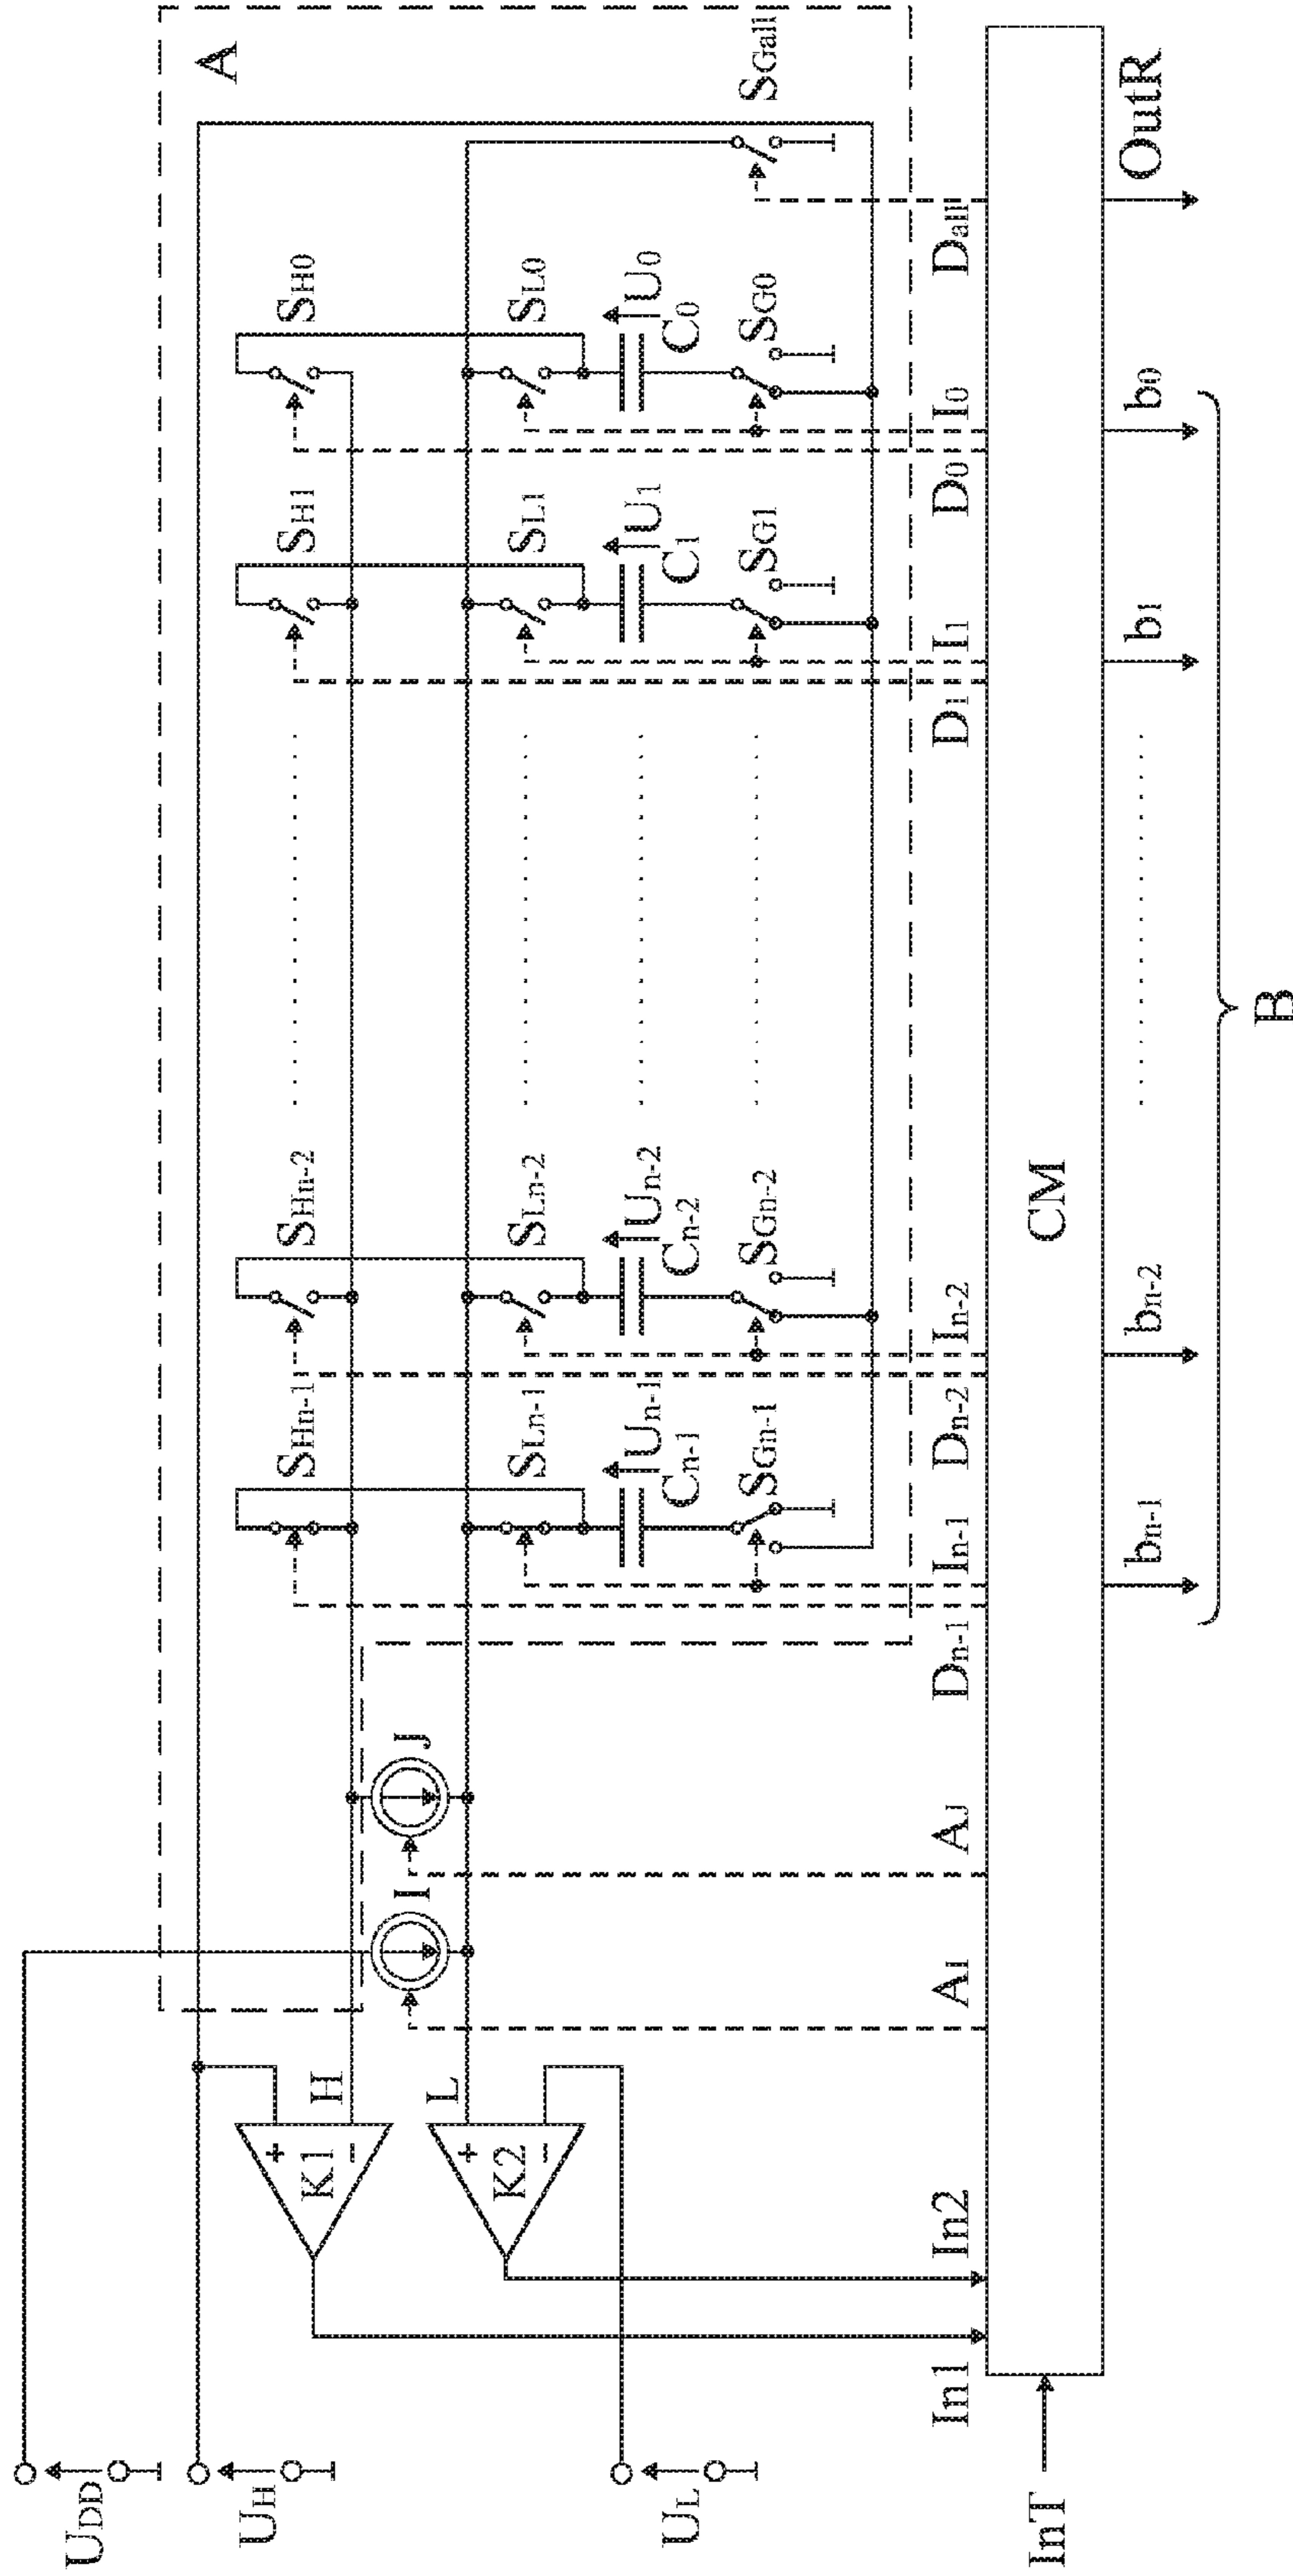 UDD
UH
UL
InT
In1
In2
K1
+
−
H
K2
+
−
L
I
J
AI
AJ
A
SHn-1
SHn-2
SH1
SH0
SLn-1
SLn-2
SL1
SL0
Un-1
Un-2
U1
U0
Cn-1
Cn-2
C1
C0
SGn-1
SGn-2
SG1
SG0
SGall
Dn-1
In-1
Dn-2
In-2
D1
I1
D0
I0
Dall
CM
bn-1
bn-2
b1
b0
OutR
B